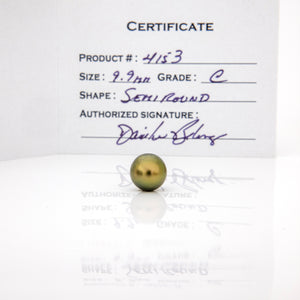 CERTIFICATE
PRODUCT #: 4153
SIZE: 9.9mm GRADE: C
SHAPE: SEMIROUND
AUTHORIZED SIGNATURE: